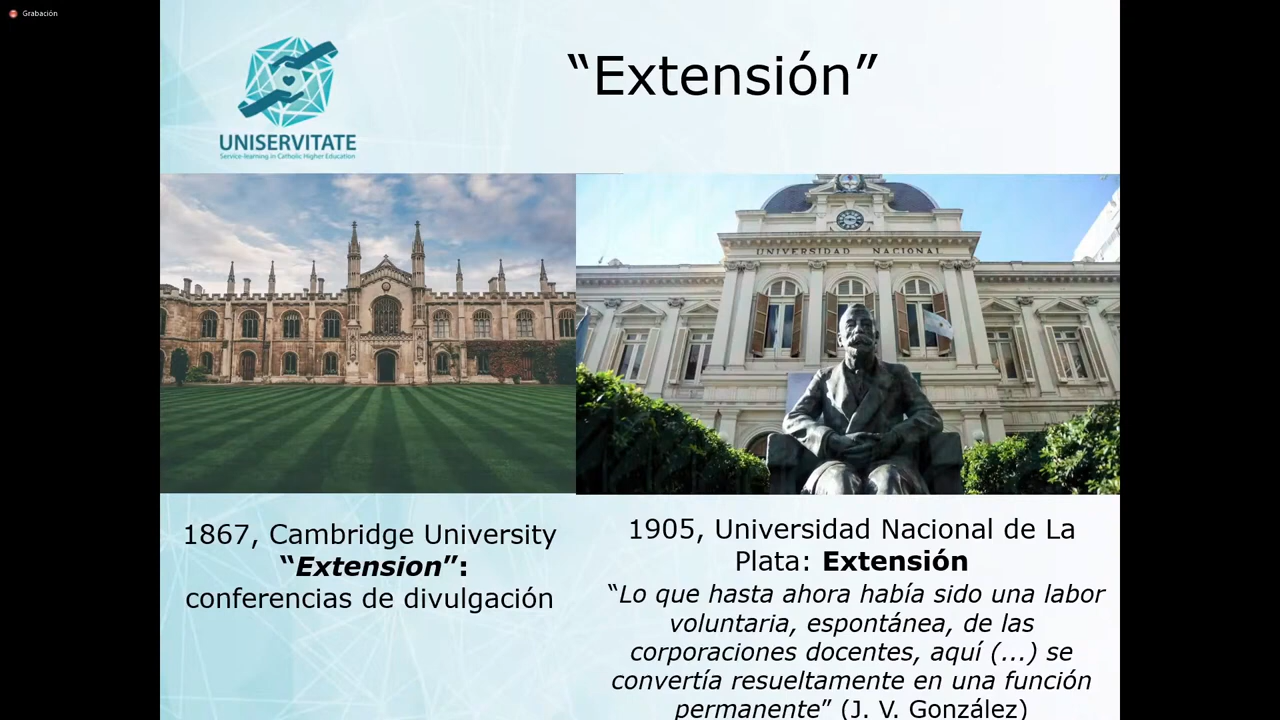 Grabación
“Extensión”
UNISERVITATE
Service-learning in Catholic Higher Education
UNIVERSIDAD NACIONAL
1867, Cambridge University
“Extension”:
conferencias de divulgación
1905, Universidad Nacional de La
Plata: Extensión
“Lo que hasta ahora había sido una labor
voluntaria, espontánea, de las
corporaciones docentes, aquí (...) se
convertía resueltamente en una función
permanente” (J. V. González)